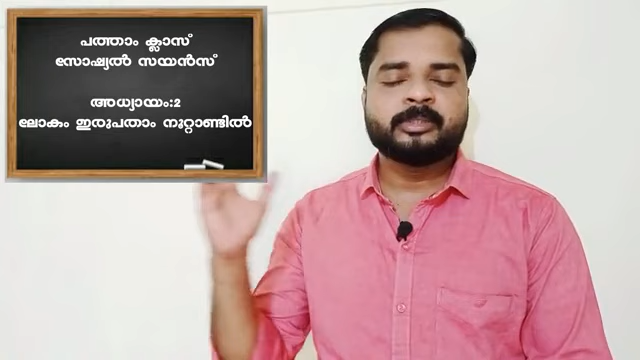 പത്താം ക്ലാസ്
സോഷ്യൽ സയൻസ്
അധ്യായം:2
ലോകം ഇരുപതാം നൂറ്റാണ്ടിൽ